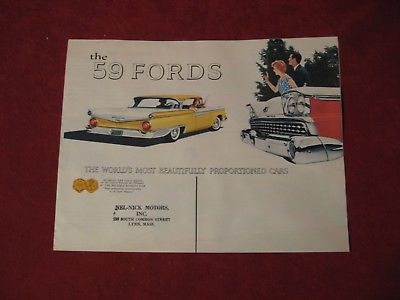 the
59 FORDS
THE WORLD'S MOST BEAUTIFULLY PROPORTIONED CARS
NEL-NICK MOTORS,
INC.
SOUTH COMMON STREET
LYNN, MASS.